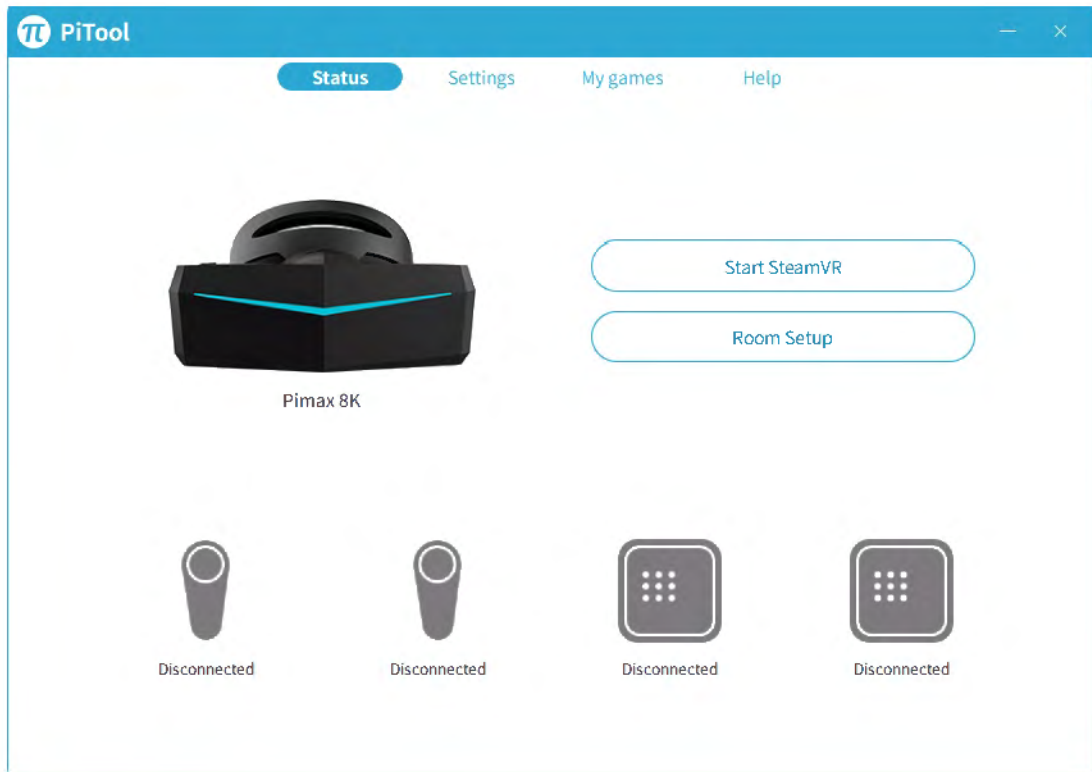 π PiTool
Status Settings My games Help
Start SteamVR
Room Setup
Pimax 8K
Disconnected Disconnected Disconnected Disconnected